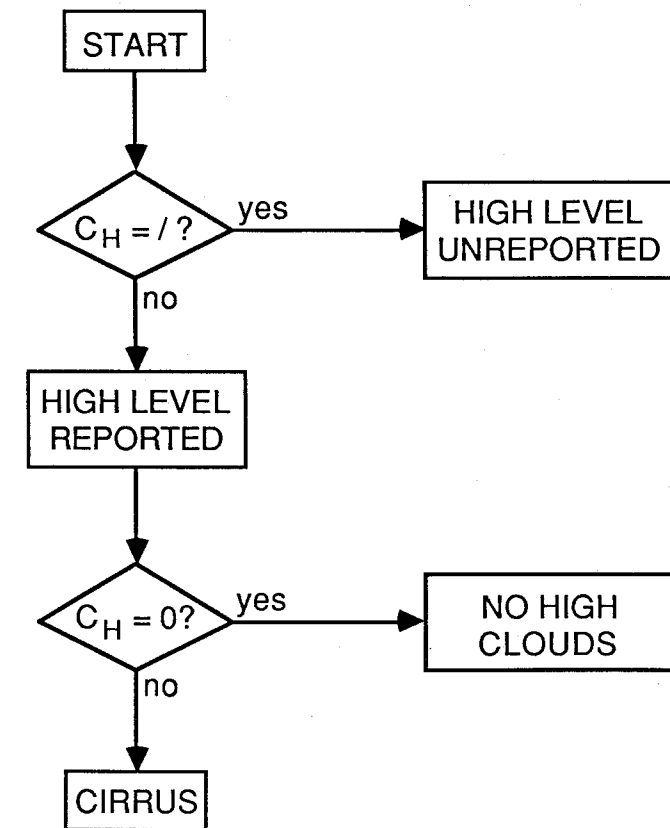 START
C_H = / ?
yes
HIGH LEVEL
UNREPORTED
no
HIGH LEVEL
REPORTED
C_H = 0?
yes
NO HIGH
CLOUDS
no
CIRRUS